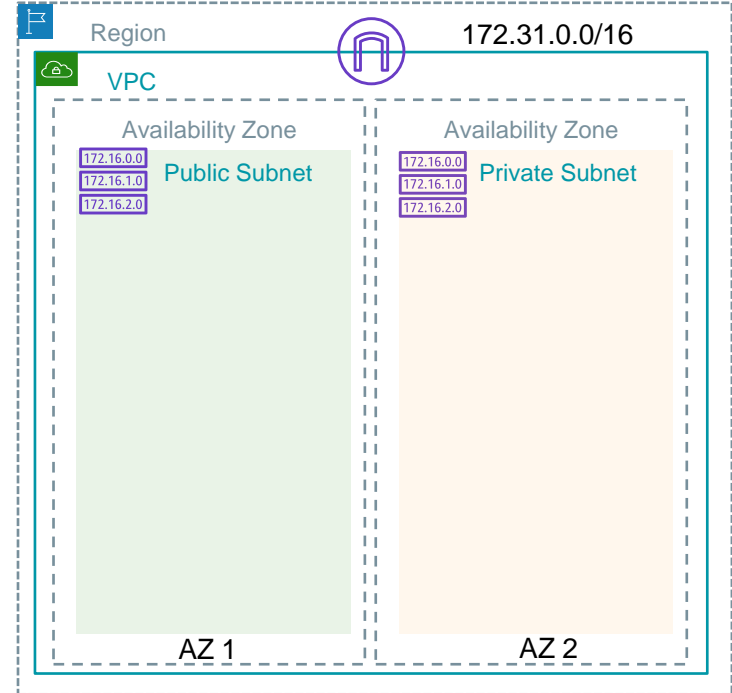 Region
172.31.0.0/16
VPC
Availability Zone
172.16.0.0
172.16.1.0
172.16.2.0
Public Subnet
AZ 1
Availability Zone
172.16.0.0
172.16.1.0
172.16.2.0
Private Subnet
AZ 2